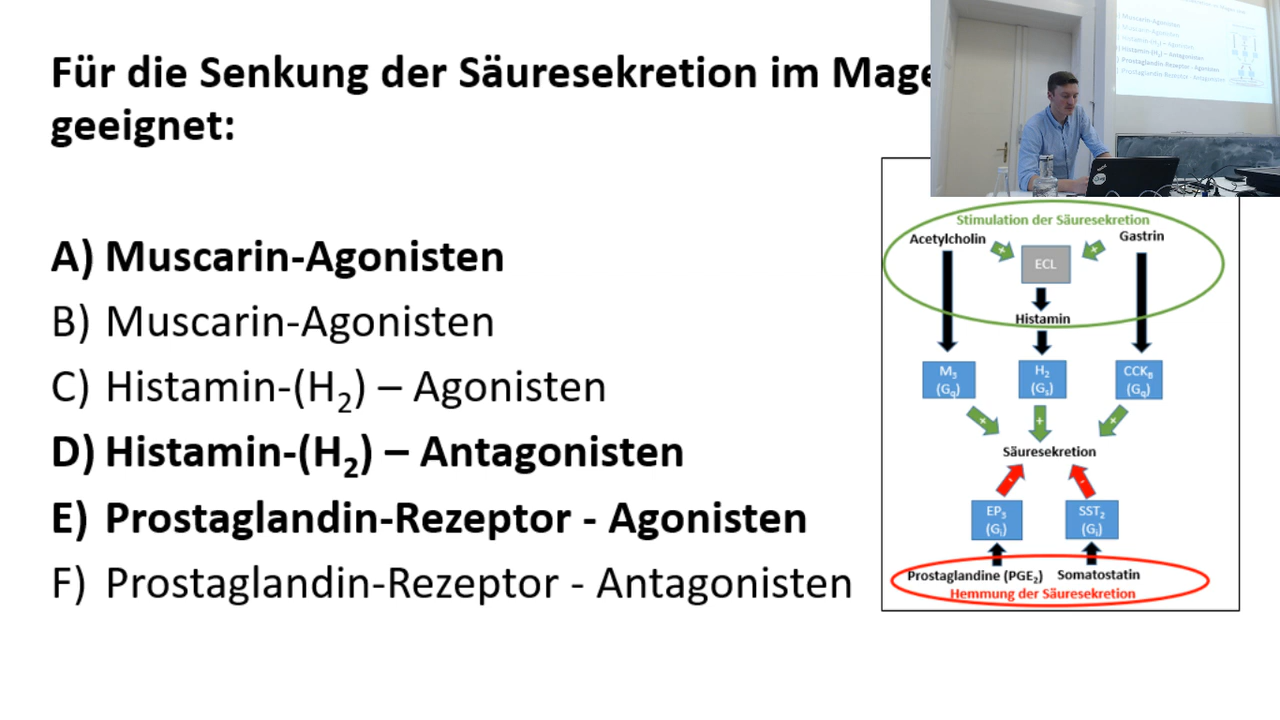 Für die Senkung der Säuresekretion im Mage
geeignet:
A) Muscarin-Agonisten
B) Muscarin-Agonisten
C) Histamin-(H₂) – Agonisten
D) Histamin-(H₂) – Antagonisten
E) Prostaglandin-Rezeptor - Agonisten
F) Prostaglandin-Rezeptor - Antagonisten
Stimulation der Säuresekretion
Acetylcholin
Gastrin
ECL
Histamin
M₃
(Gq)
H₂
(Gs)
CCKB
(Gq)
+ + +
Säuresekretion
- -
EP₃
(Gi)
SST₂
(Gi)
Prostaglandine (PGE₂) Somatostatin
Hemmung der Säuresekretion